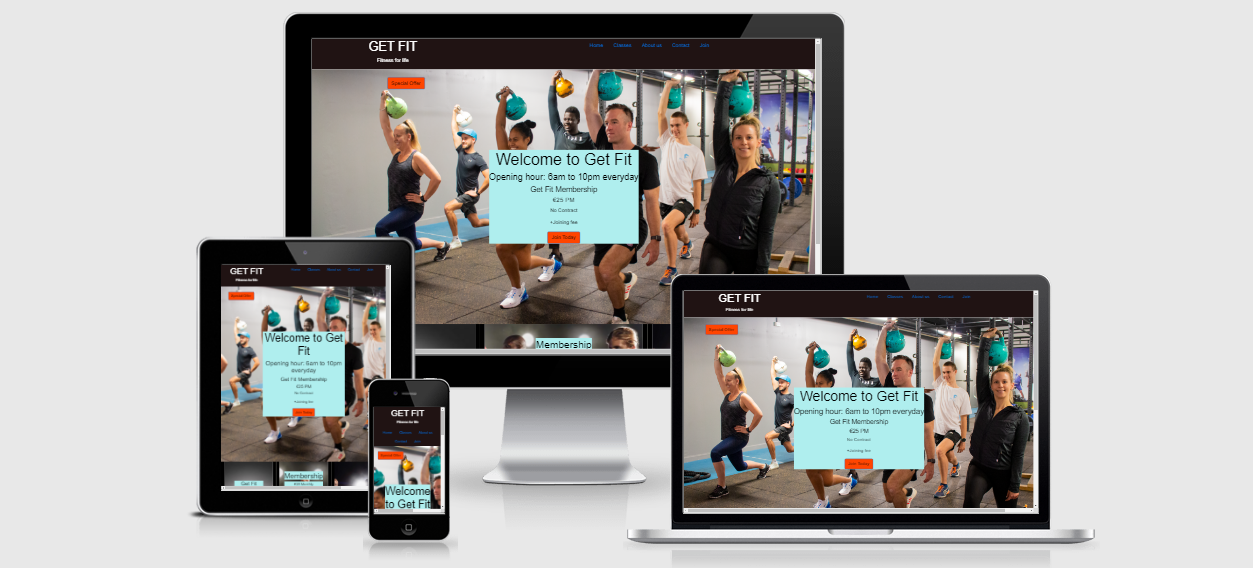 GET FIT
Fitness for life
Home Classes About us Contact Join
Special Offer
Welcome to Get Fit
Opening hour: 6am to 10pm everyday
Get Fit Membership
€25 PM
No Contract
+Joining fee
Join Today
Membership
GET FIT
Fitness for life
Home Classes About us Contact Join
Special Offer
Welcome to Get
Fit
Opening hour: 6am to 10pm
everyday
Get Fit Membership
€25 PM
No Contract
+Joining fee
Join Today
Get Fit
Membership
GET FIT
Fitness for life
Home Classes About us
Contact Join
Special Offer
Welcome
to Get Fit
GET FIT
Fitness for life
Home Classes About us Contact Join
Special Offer
Welcome to Get Fit
Opening hour: 6am to 10pm everyday
Get Fit Membership
€25 PM
No Contract
+Joining fee
Join Today